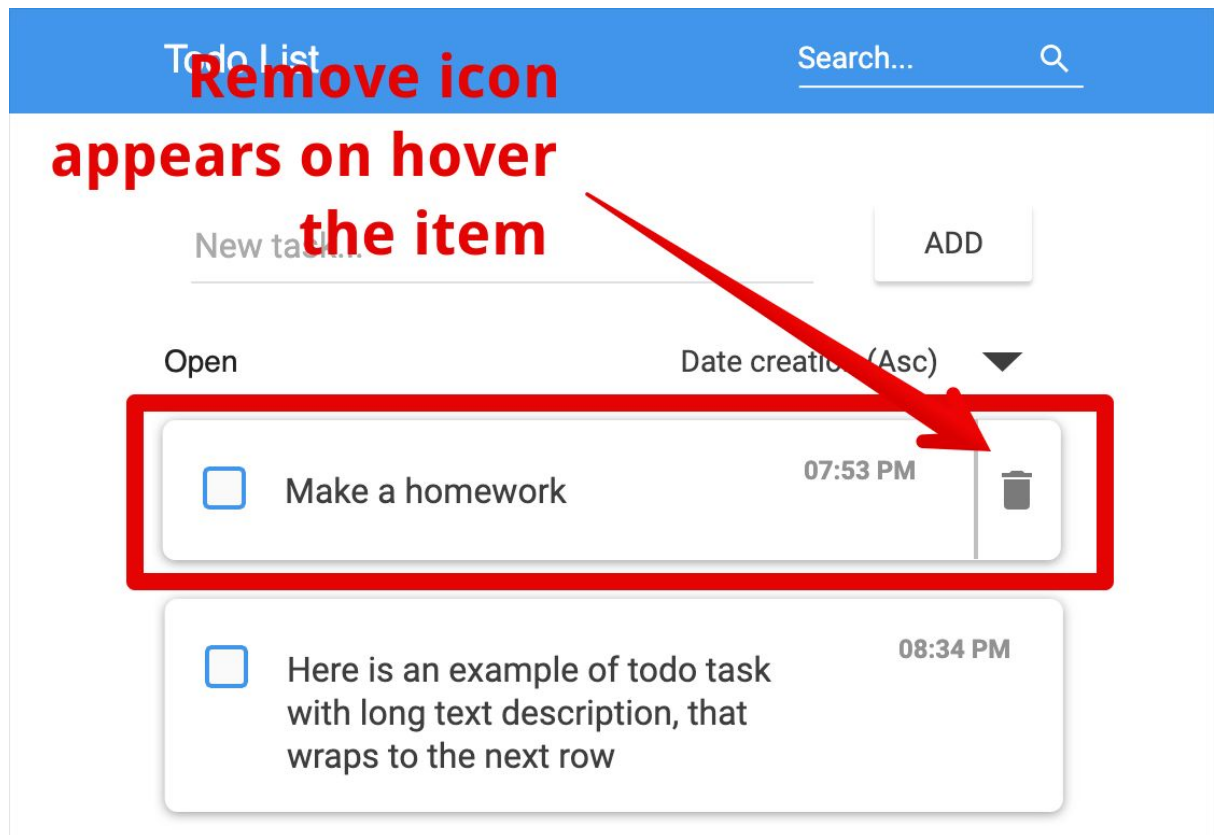 Todo List
Search...
Remove icon
appears on hover
the item
New task...
ADD
Open
Date creation (Asc)
Make a homework
07:53 PM
Here is an example of todo task
with long text description, that
wraps to the next row
08:34 PM